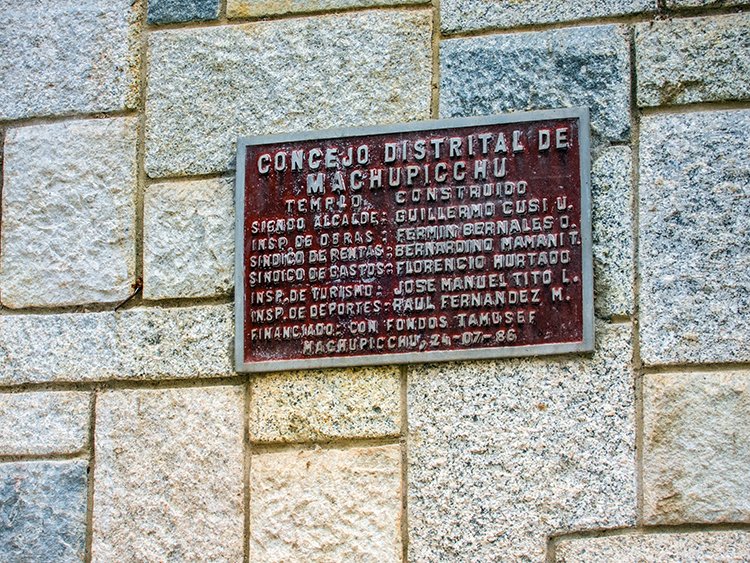 CONCEJO DISTRITAL DE
MACHUPICCHU
TEMPLO CONSTRUIDO
SIENDO ALCALDE:- GUILLERMO CUSI U.
INSP. DE OBRAS:- FERMIN BERNALES O.
SINDICO DE RENTAS:- BERNARDINO MAMANI T.
SINDICO DE GASTOS:- FLORENCIO HURTADO
INSP. DE TURISMO:- JOSE MANUEL TITO L.
INSP. DE DEPORTES:- RAUL FERNANDEZ M.
FINANCIADO:- CON FONDOS TAMUSEF
MACHUPICCHU, 24-07-86